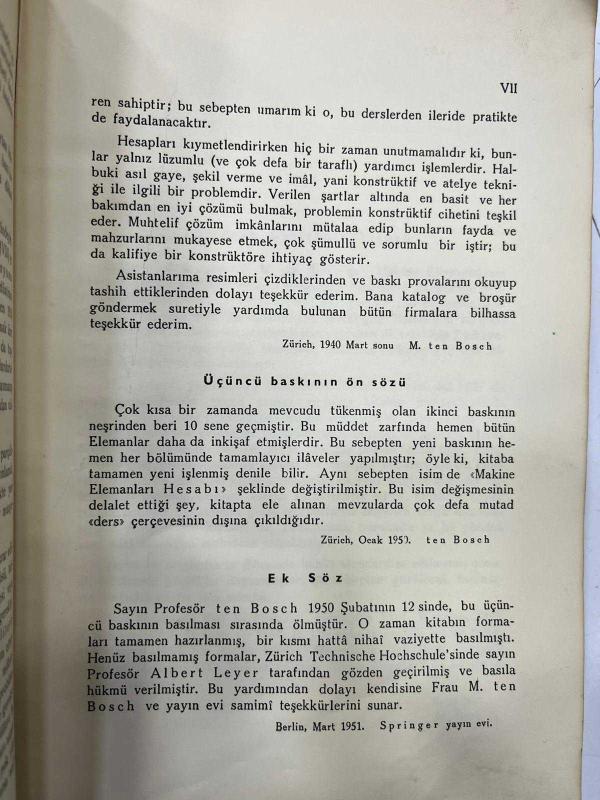 VII
ren sahiptir; bu sebepten umarım ki o, bu derslerden ileride pratikte
de faydalanacaktır.
Hesapları kıymetlendirirken hiç bir zaman unutmamalıdır ki, bun-
lar yalnız lüzumlu (ve çok defa bir taraflı) yardımcı işlemlerdir. Hal-
buki asıl gaye, şekil verme ve imâl, yani konstrüktif ve atelye tekni-
ği ile ilgili bir problemdir. Verilen şartlar altında en basit ve her
bakımdan en iyi çözümü bulmak, problemin konstrüktif cihetini teşkil
eder. Muhtelif çözüm imkânlarını mütalaa edip bunların fayda ve
mahzurlarını mukayese etmek, çok şümullü ve sorumlu bir iştir; bu
da kalifiye bir konstrüktöre ihtiyaç gösterir.
Asistanlarıma resimleri çizdiklerinden ve baskı provalarını okuyup
tashih ettiklerinden dolayı teşekkür ederim. Bana katalog ve broşür
göndermek suretiyle yardımda bulunan bütün firmalara bilhassa
teşekkür ederim.
Zürich, 1940 Mart sonu M. ten Bosch
Üçüncü baskının ön sözü
Çok kısa bir zamanda mevcudu tükenmiş olan ikinci baskının
neşrinden beri 10 sene geçmiştir. Bu müddet zarfında hemen bütün
Elemanlar daha da inkişaf etmişlerdir. Bu sebepten yeni baskının he-
men her bölümünde tamamlayıcı ilâveler yapılmıştır; öyle ki, kitaba
tamamen yeni işlenmiş denile bilir. Aynı sebepten isim de «Makine
Elemanları Hesabı» şeklinde değiştirilmiştir. Bu isim değişmesinin
delalet ettiği şey, kitapta ele alınan mevzularda çok defa mutad
«ders» çerçevesinin dışına çıkıldığıdır.
Zürich, Ocak 1950. ten Bosch
Ek Söz
Sayın Profesör ten Bosch 1950 Şubatının 12 sinde, bu üçün-
cü baskının basılması sırasında ölmüştür. O zaman kitabın forma-
ları tamamen hazırlanmış, bir kısmı hattâ nihaî vaziyette basılmıştı.
Henüz basılmamış formalar, Zürich Technische Hochschule'sinde sayın
Profesör Albert Leyer tarafından gözden geçirilmiş ve basıla
hükmü verilmiştir. Bu yardımından dolayı kendisine Frau M. ten
Bosch ve yayın evi samimî teşekkürlerini sunar.
Berlin, Mart 1951. Springer yayın evi.